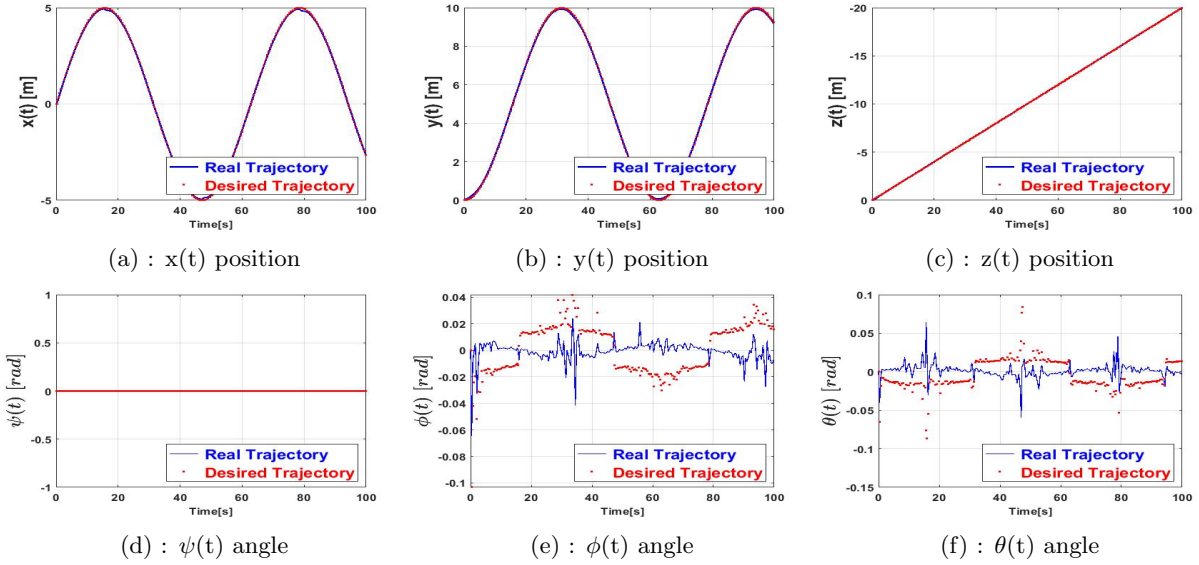 x(t) [m]
5
0
-5
0 20 40 60 80 100
Time[s]
Real Trajectory
Desired Trajectory
(a) : x(t) position
y(t) [m]
10
8
6
4
2
0
0 20 40 60 80 100
Time[s]
Real Trajectory
Desired Trajectory
(b) : y(t) position
z(t) [m]
-20
-15
-10
-5
0
0 20 40 60 80 100
Time[s]
Real Trajectory
Desired Trajectory
(c) : z(t) position
ψ(t) [rad]
1
0.5
0
-0.5
-1
0 20 40 60 80 100
Time[s]
Real Trajectory
Desired Trajectory
(d) : ψ(t) angle
ϕ(t) [rad]
0.04
0.02
0
-0.02
-0.04
-0.06
-0.08
-0.1
0 20 40 60 80 100
Time[s]
Real Trajectory
Desired Trajectory
(e) : ϕ(t) angle
θ(t) [rad]
0.1
0.05
0
-0.05
-0.1
-0.15
0 20 40 60 80 100
Time[s]
Real Trajectory
Desired Trajectory
(f) : θ(t) angle